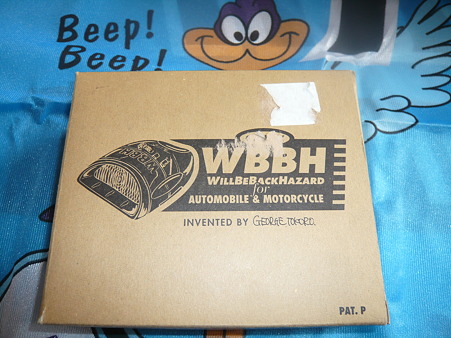 Beep!
Beep!
WBBH
WILLBEBACKHAZARD
for
AUTOMOBILE & MOTORCYCLE
INVENTED BY GEORGE TOKORO.
PAT. P